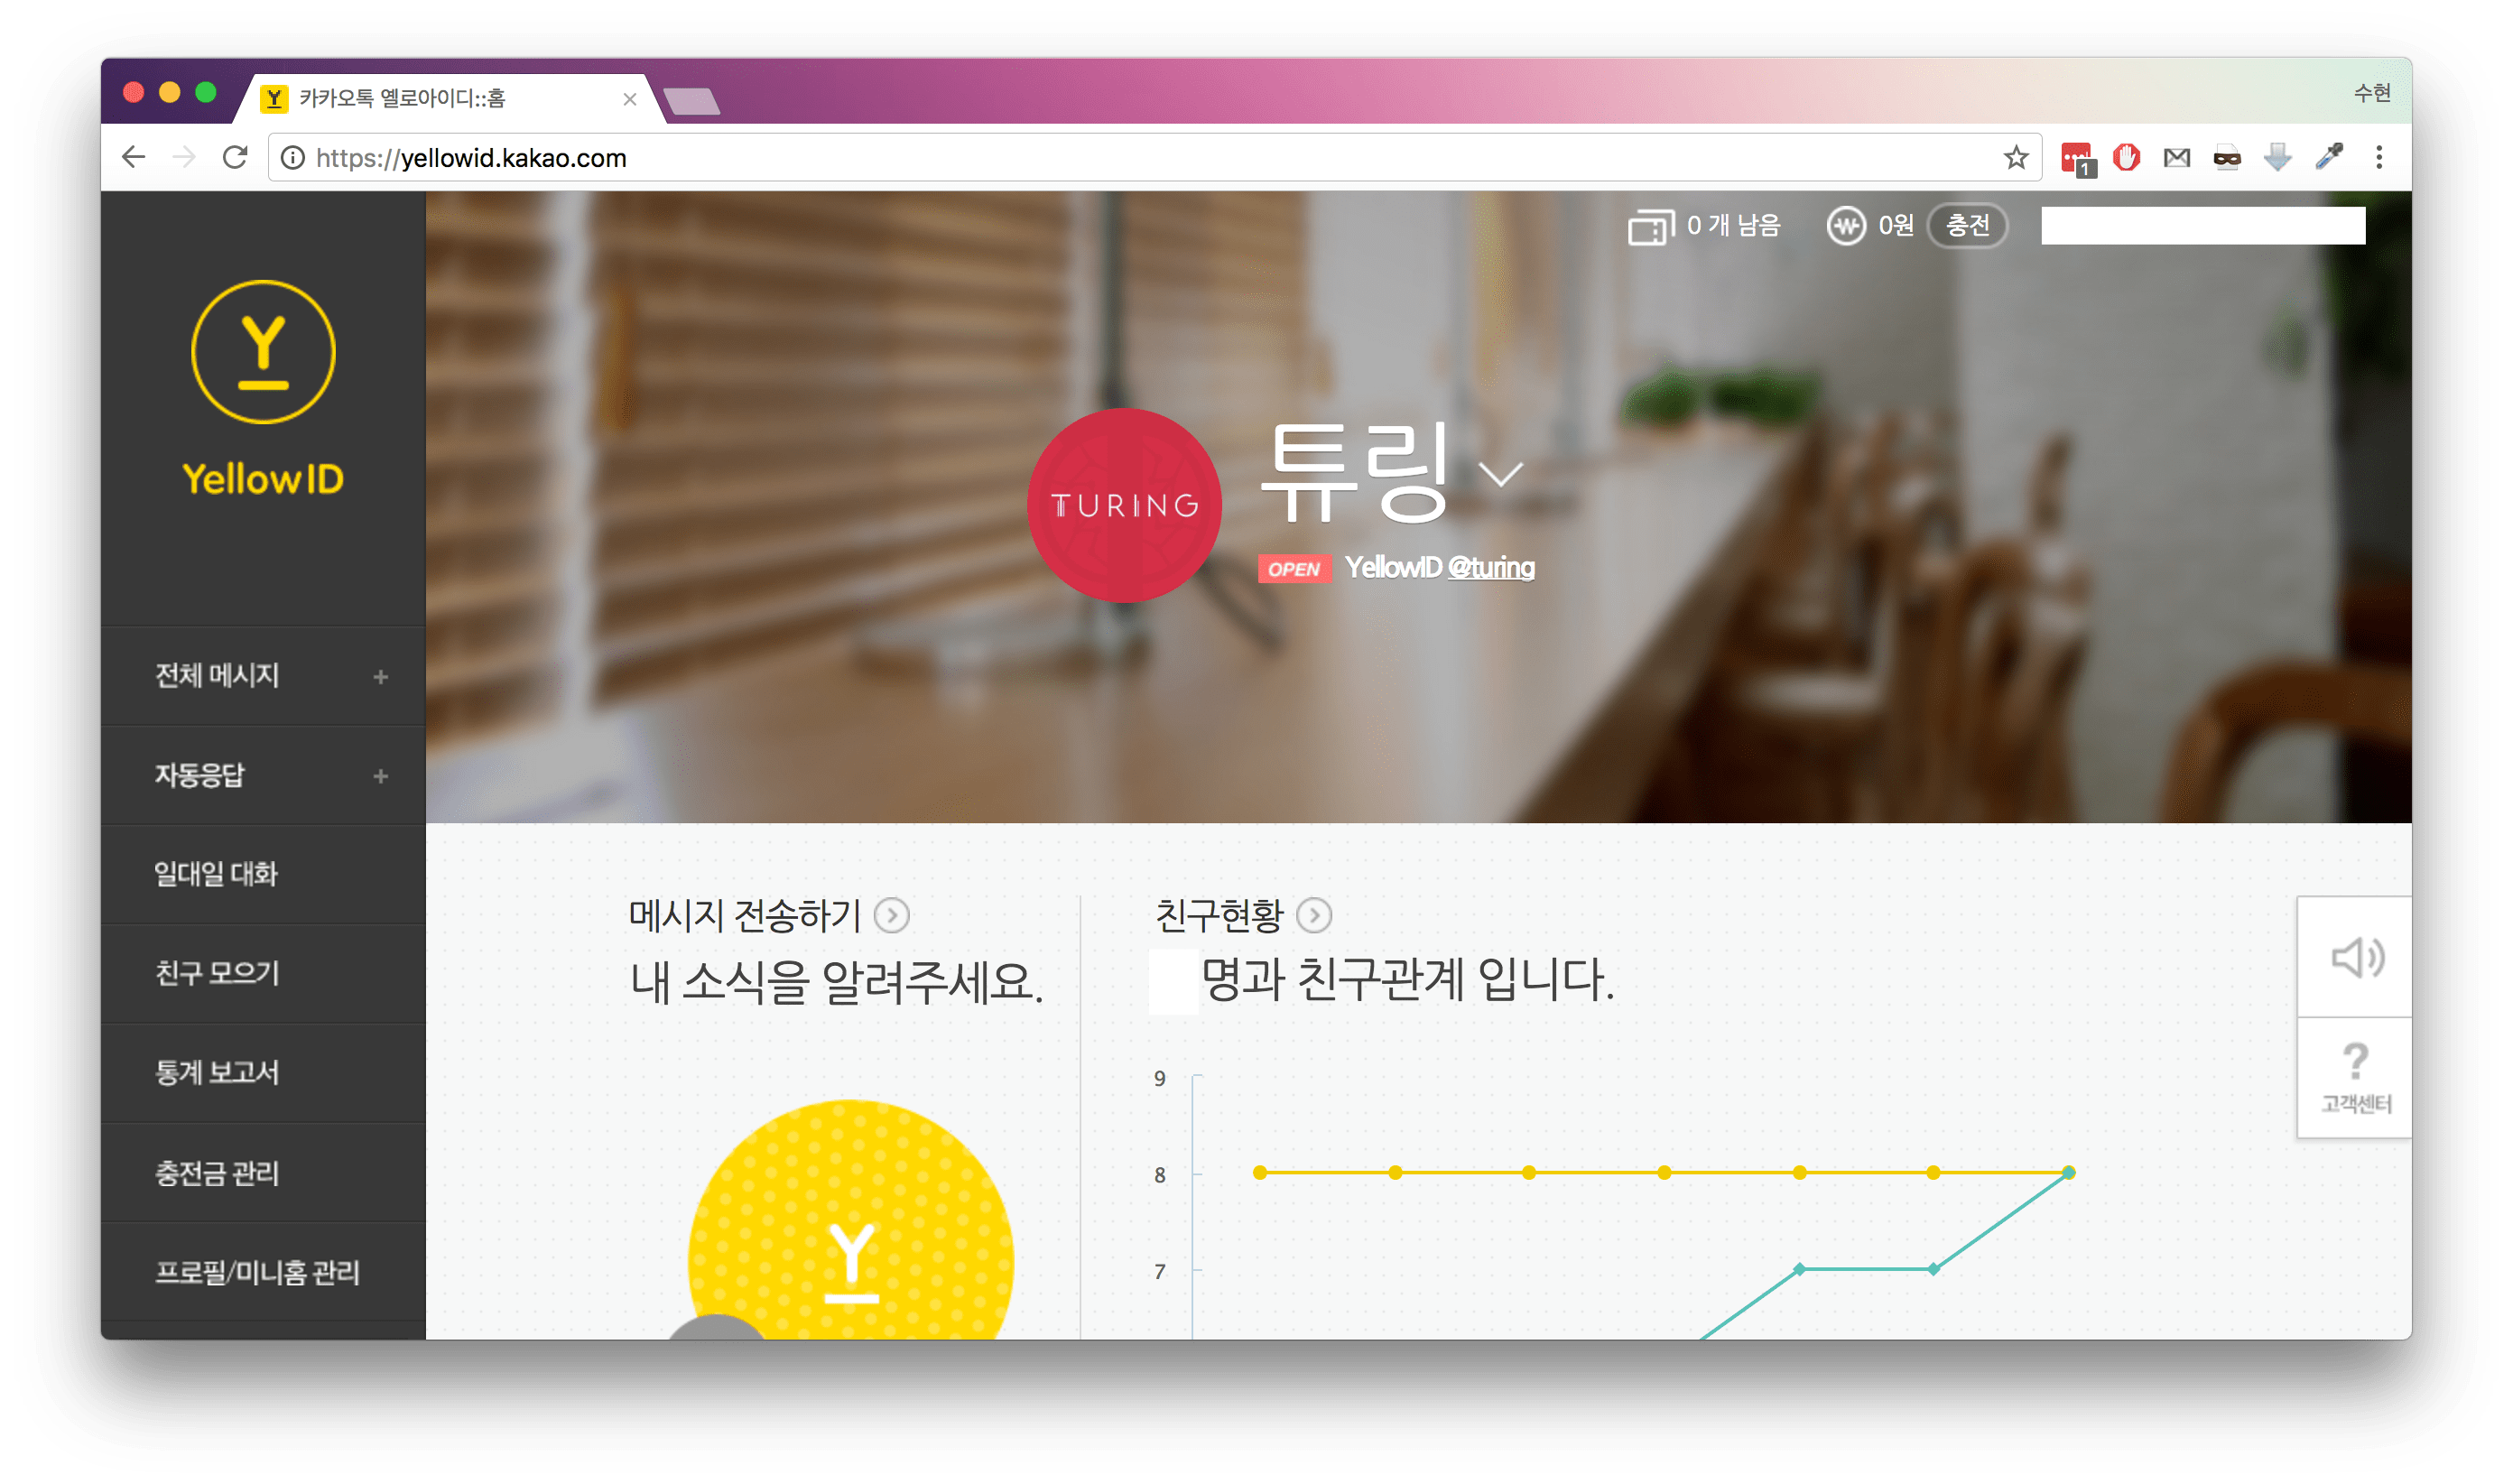 카카오톡 옐로아이디::홈
수현
https://yellowid.kakao.com
1
0 개 남음
0원
충전
Y
YellowID
TURING
튜링
OPEN YellowID @turing
전체 메시지
자동응답
일대일 대화
친구 모으기
통계 보고서
충전금 관리
프로필/미니홈 관리
메시지 전송하기
내 소식을 알려주세요.
Y
친구현황
명과 친구관계 입니다.
9
8
7
?
고객센터